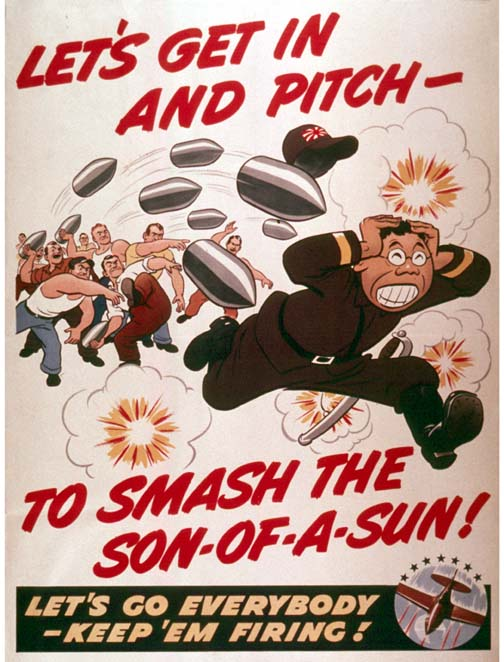 LET'S GET IN
AND PITCH—
TO SMASH THE
SON-OF-A-SUN!
LET'S GO EVERYBODY
—KEEP 'EM FIRING!